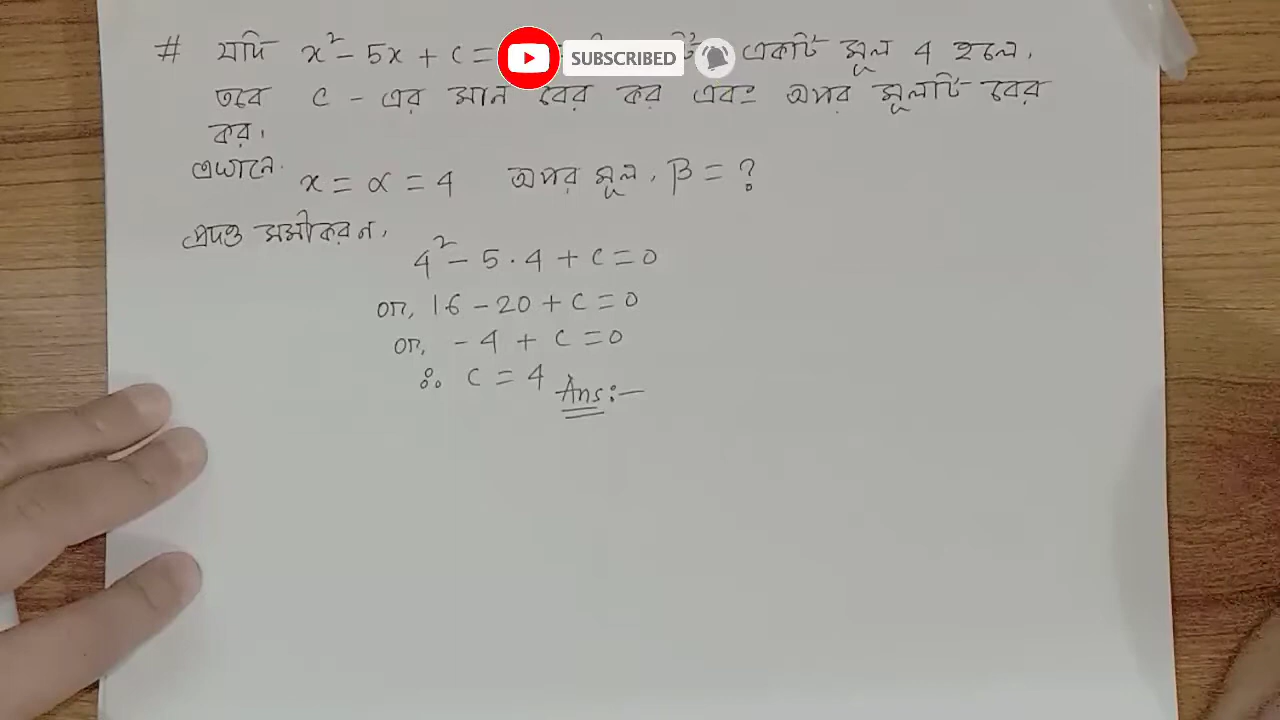 # যদি x² - 5x + c = একটি মূল 4 হলে,
SUBSCRIBED
তবে c - এর মান বের কর এবং অপর মূলটি বের
কর।
এখানে,
x = α = 4 অপর মূল, β = ?
প্রদত্ত সমীকরন,
4² - 5 . 4 + c = 0
or, 16 - 20 + c = 0
or, - 4 + c = 0
∴ c = 4 Ans:—